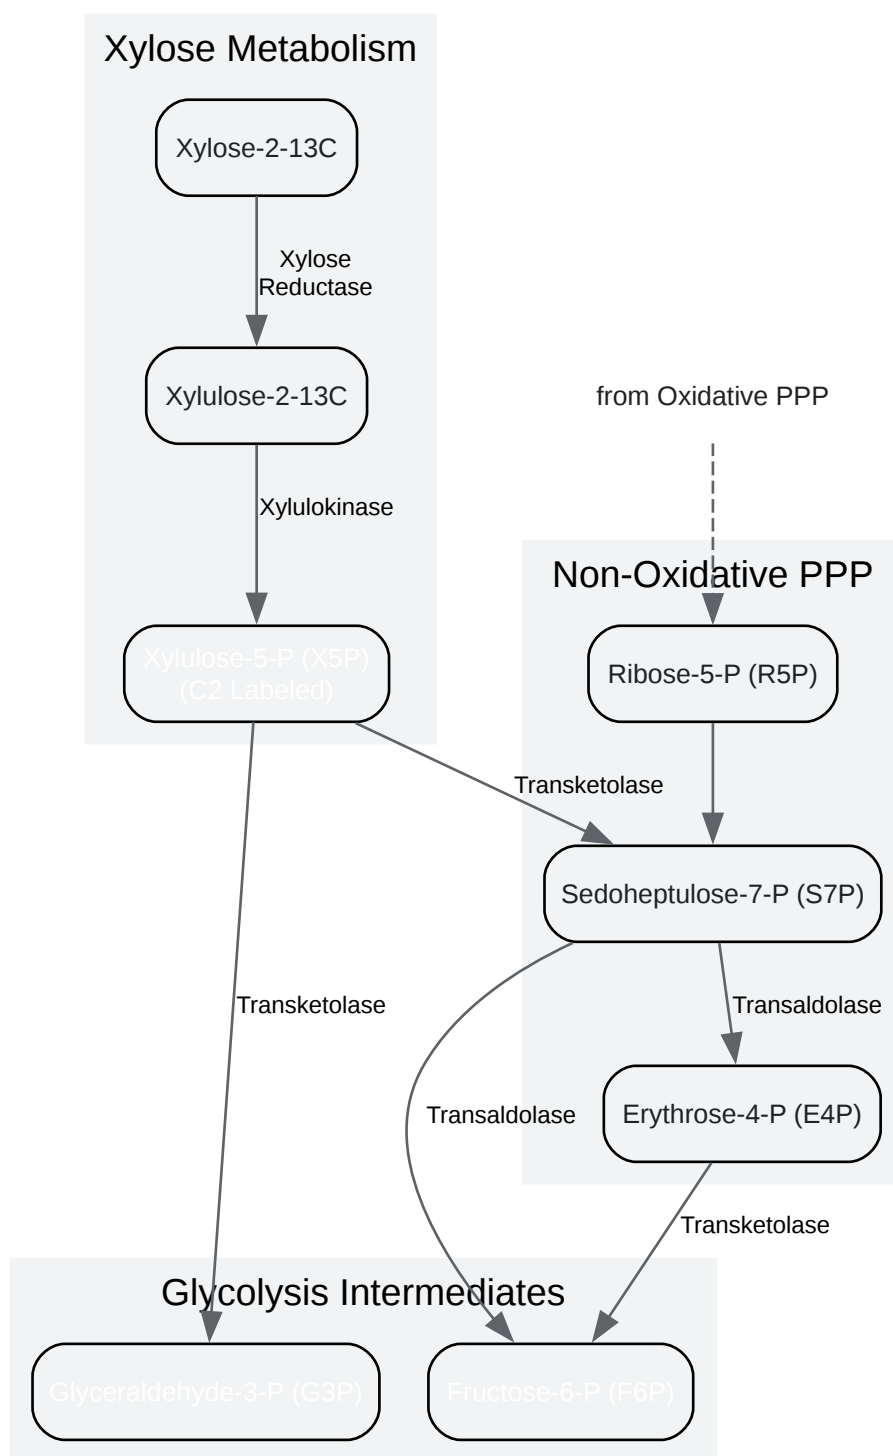 Xylose Metabolism
Xylose-2-13C
Xylose
Reductase
Xylulose-2-13C
from Oxidative PPP
Xylulokinase
Non-Oxidative PPP
Xylulose-5-P (X5P)
(C2 Labeled)
Ribose-5-P (R5P)
Transketolase
Sedoheptulose-7-P (S7P)
Transketolase
Transaldolase
Transaldolase
Erythrose-4-P (E4P)
Transketolase
Glycolysis Intermediates
Glyceraldehyde-3-P (G3P)
Fructose-6-P (F6P)